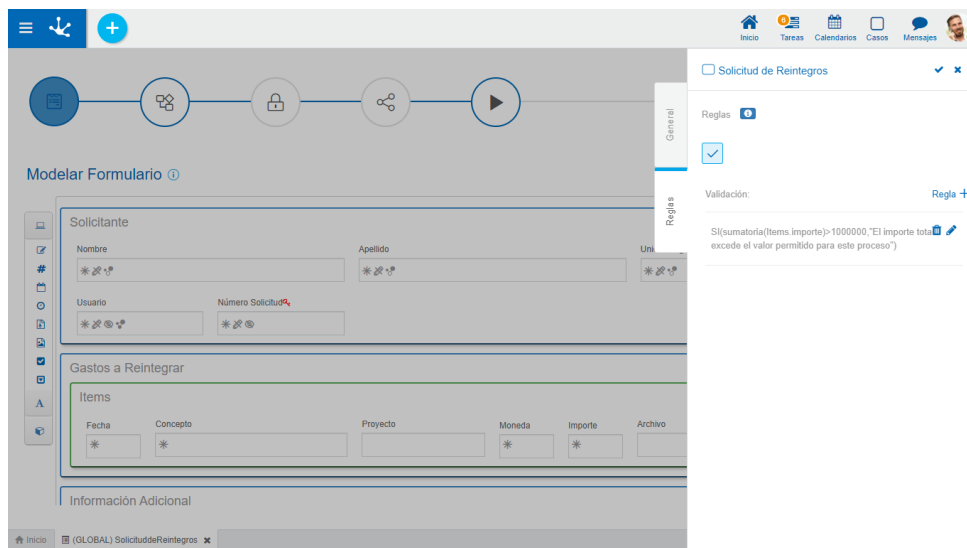 6
Inicio
Tareas
Calendarios
Casos
Mensajes
Solicitud de Reintegros
Reglas
General
Reglas
Validación:
Regla +
SI(sumatoria(Items.importe)>1000000,"El importe total
excede el valor permitido para este proceso")
Modelar Formulario
Solicitante
Nombre
Apellido
Usuario
Número Solicitud
Gastos a Reintegrar
Items
Fecha
Concepto
Proyecto
Moneda
Importe
Archivo
Información Adicional
Inicio
(GLOBAL) SolicituddeReintegros